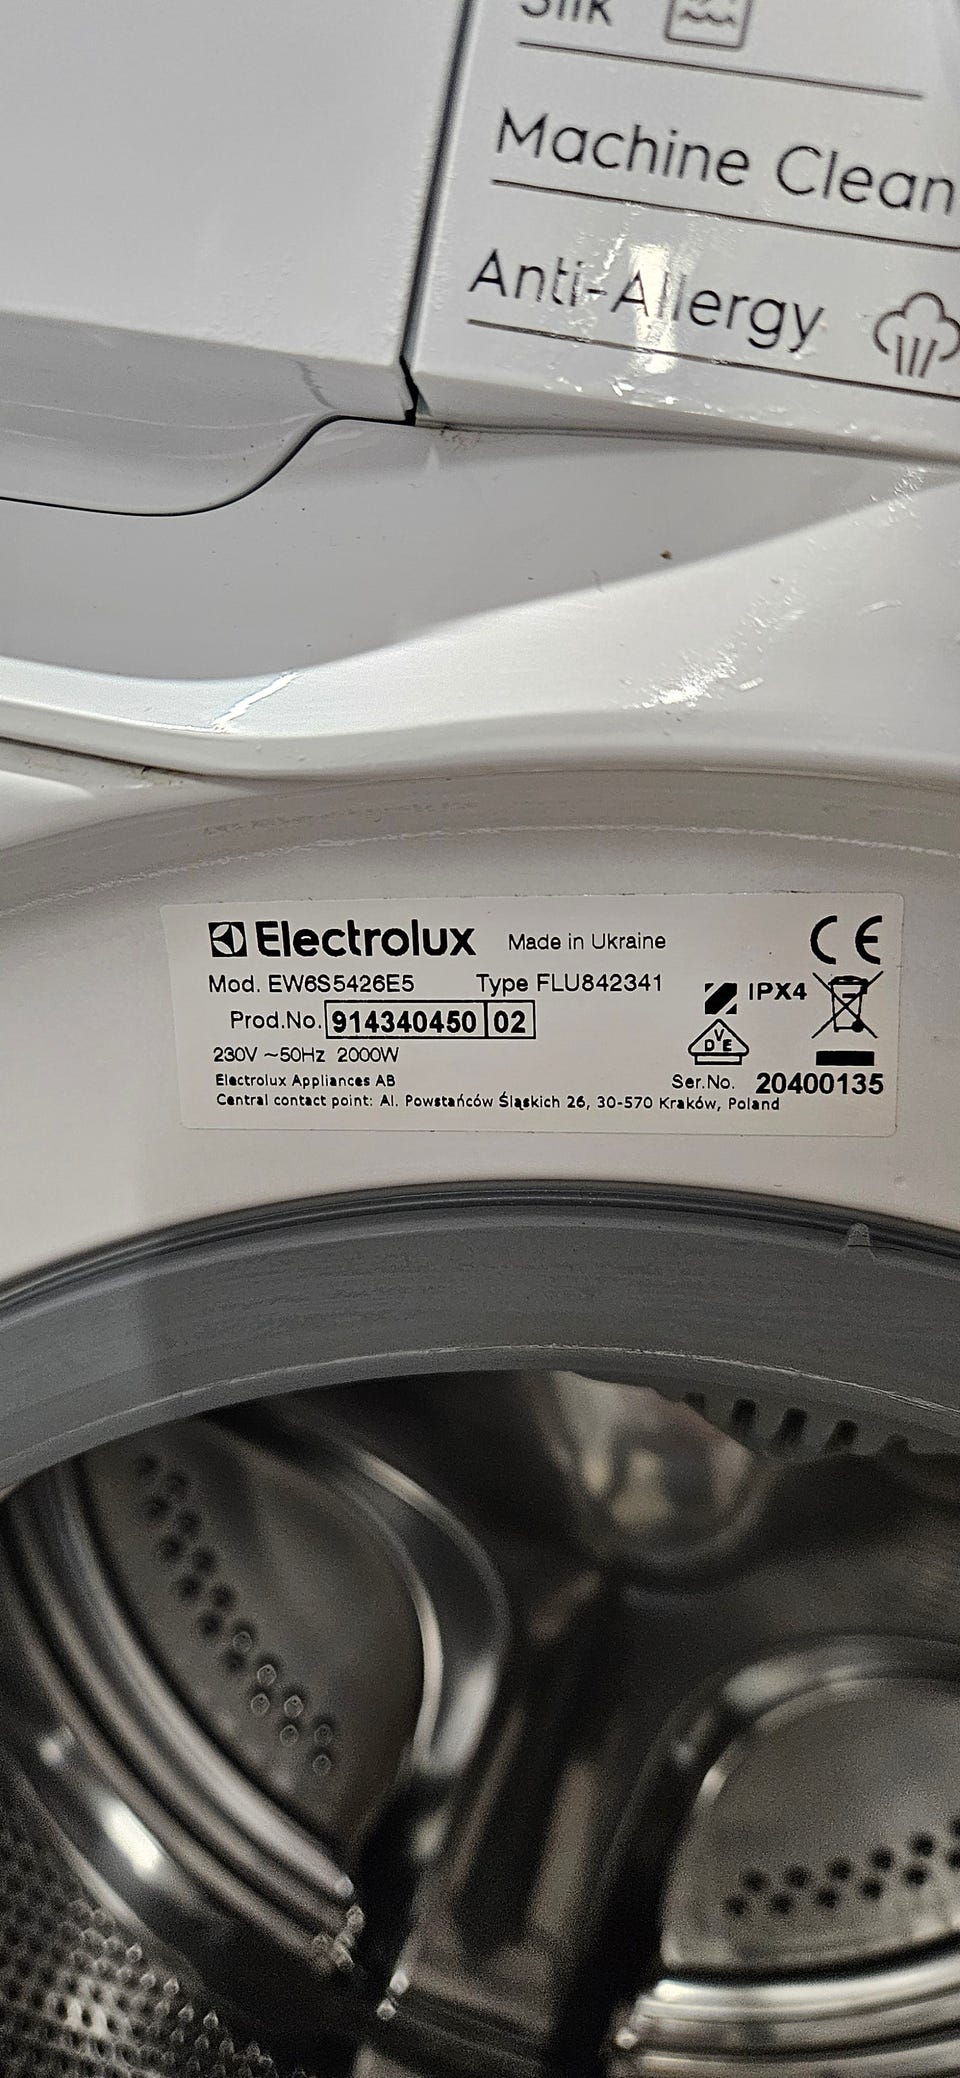 Silk
Machine Clean
Anti-Allergy
Electrolux Made in Ukraine CE
Mod. EW6S5426E5 Type FLU842341
IPX4
Prod.No. 914340450 02
DVE
230V ~50Hz 2000W
Electrolux Appliances AB Ser.No. 20400135
Central contact point: Al. Powstańców Śląskich 26, 30-570 Kraków, Poland